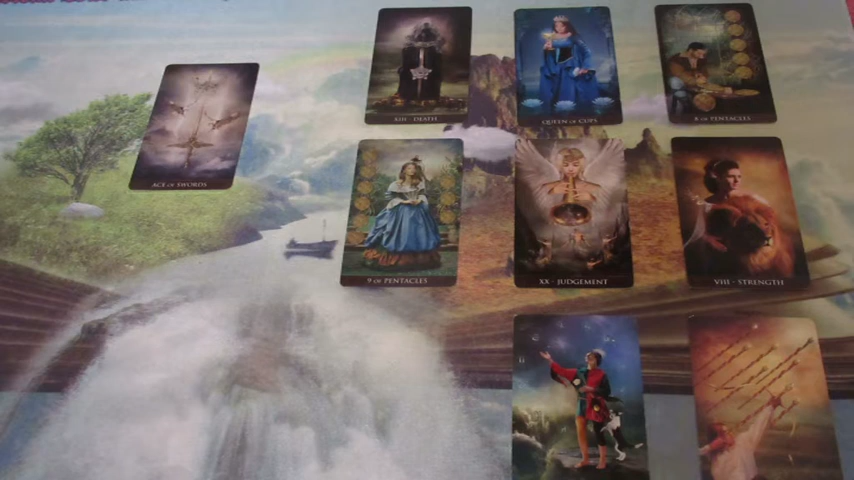 XIII · DEATH
QUEEN OF CUPS
8 OF PENTACLES
ACE OF SWORDS
9 OF PENTACLES
XX · JUDGEMENT
VIII · STRENGTH